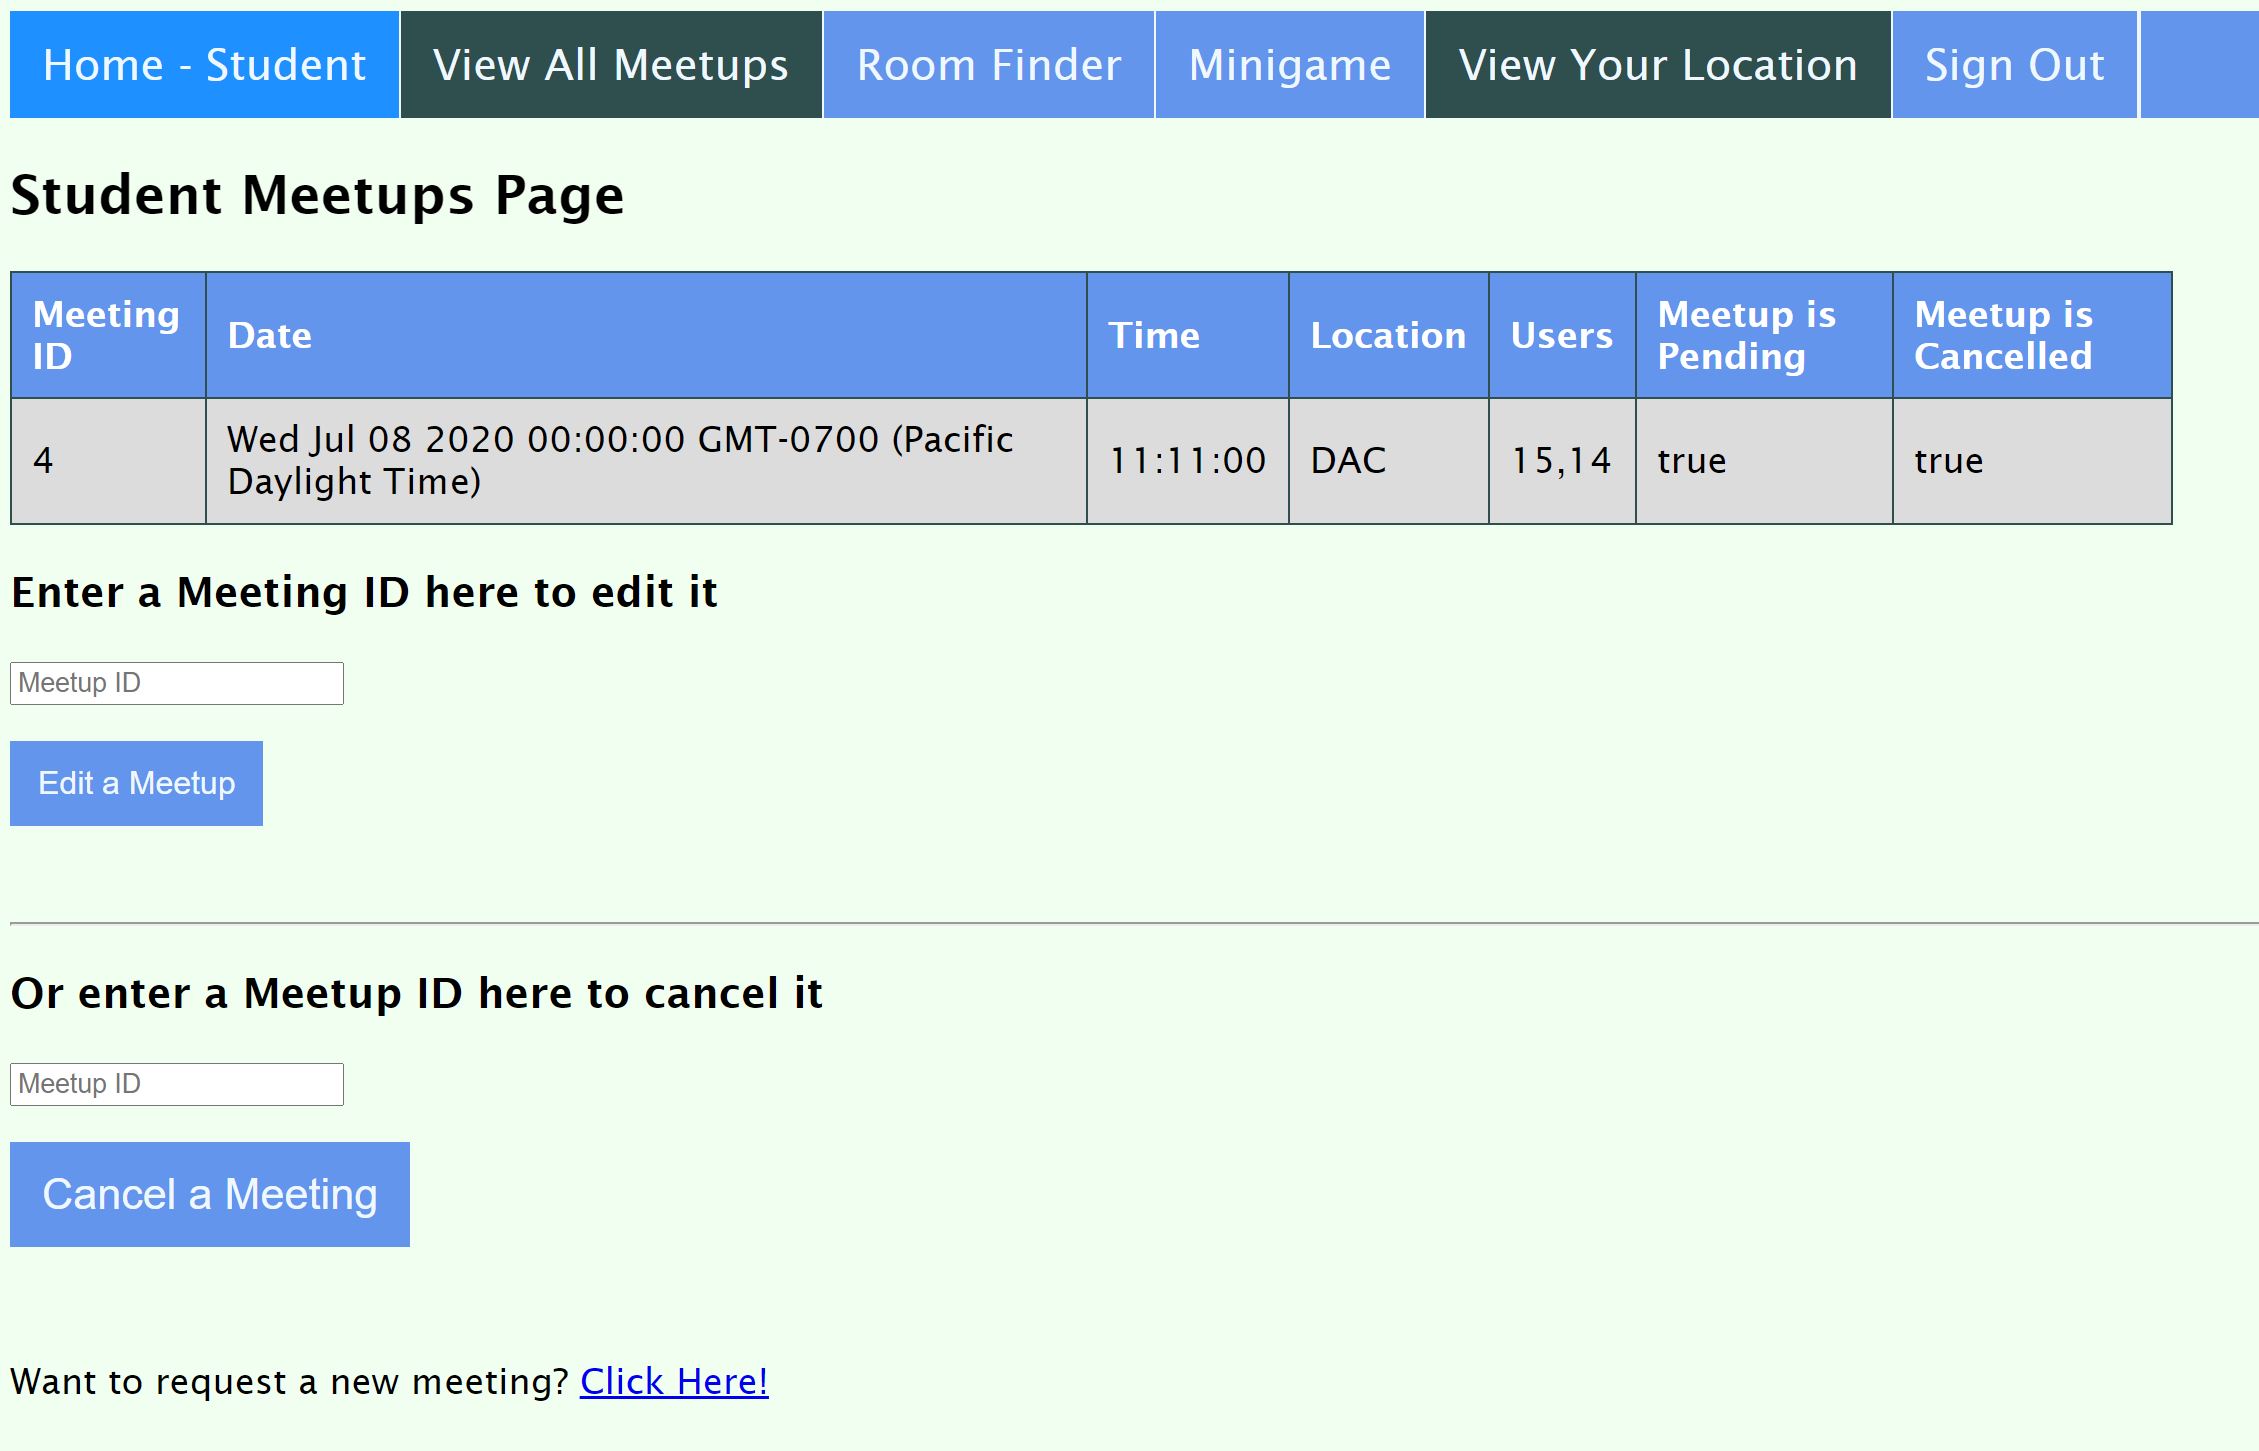 Home - Student View All Meetups Room Finder Minigame View Your Location Sign Out
Student Meetups Page
Meeting ID Date Time Location Users Meetup is Pending Meetup is Cancelled
4 Wed Jul 08 2020 00:00:00 GMT-0700 (Pacific Daylight Time) 11:11:00 DAC 15,14 true true
Enter a Meeting ID here to edit it
Meetup ID
Edit a Meetup
Or enter a Meetup ID here to cancel it
Meetup ID
Cancel a Meeting
Want to request a new meeting? Click Here!